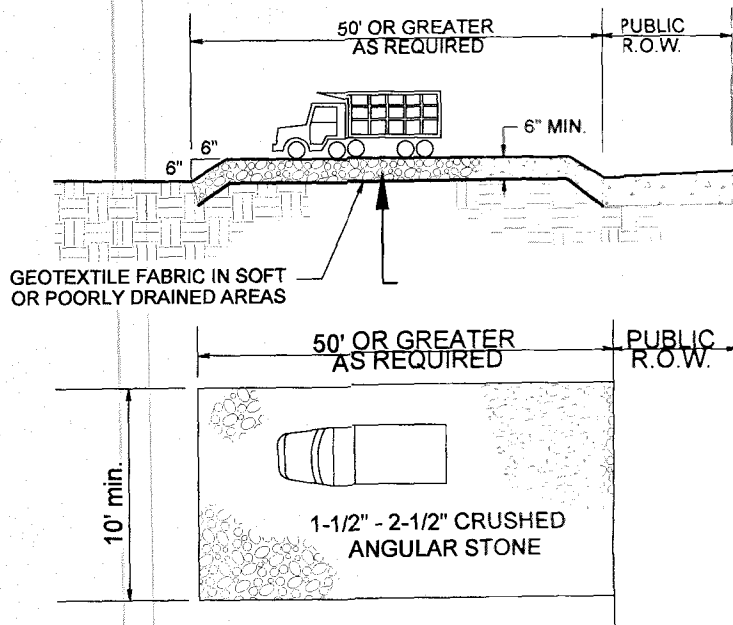 50' OR GREATER
AS REQUIRED
PUBLIC
R.O.W.
6" MIN.
6"
6"
GEOTEXTILE FABRIC IN SOFT
OR POORLY DRAINED AREAS
50' OR GREATER
AS REQUIRED
PUBLIC
R.O.W.
10' min.
1-1/2" - 2-1/2" CRUSHED
ANGULAR STONE